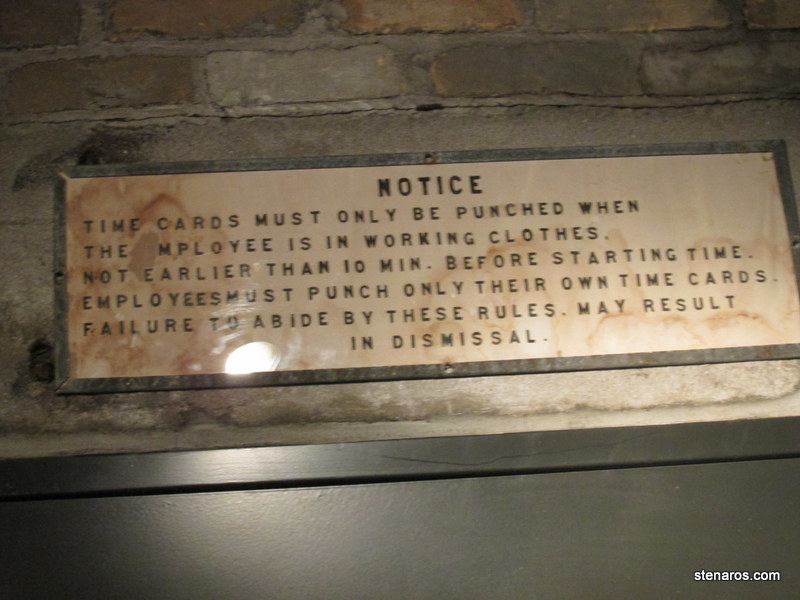 NOTICE
TIME CARDS MUST ONLY BE PUNCHED WHEN
THE MPLOYEE IS IN WORKING CLOTHES.
NOT EARLIER THAN 10 MIN. BEFORE STARTING TIME.
EMPLOYEES MUST PUNCH ONLY THEIR OWN TIME CARDS.
FAILURE TO ABIDE BY THESE RULES. MAY RESULT
IN DISMISSAL.
stenaros.com